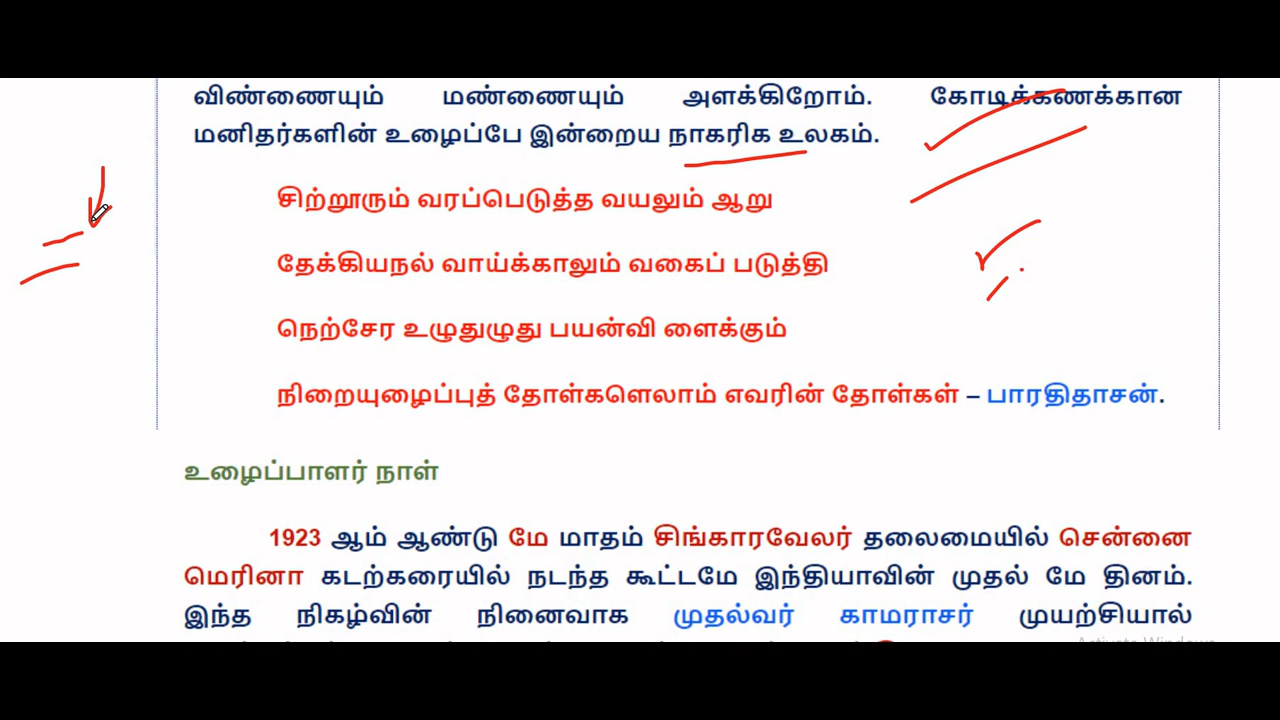 விண்ணையும் மண்ணையும் அளக்கிறோம். கோடிக்கணக்கான
மனிதர்களின் உழைப்பே இன்றைய நாகரிக உலகம்.
சிற்றூரும் வரப்பெடுத்த வயலும் ஆறு
தேக்கியநல் வாய்க்காலும் வகைப் படுத்தி
நெற்சேர உழுதுழுது பயன்வி ளைக்கும்
நிறையுழைப்புத் தோள்களெலாம் எவரின் தோள்கள் – பாரதிதாசன்.
உழைப்பாளர் நாள்
1923 ஆம் ஆண்டு மே மாதம் சிங்காரவேலர் தலைமையில் சென்னை
மெரினா கடற்கரையில் நடந்த கூட்டமே இந்தியாவின் முதல் மே தினம்.
இந்த நிகழ்வின் நினைவாக முதல்வர் காமராசர் முயற்சியால்